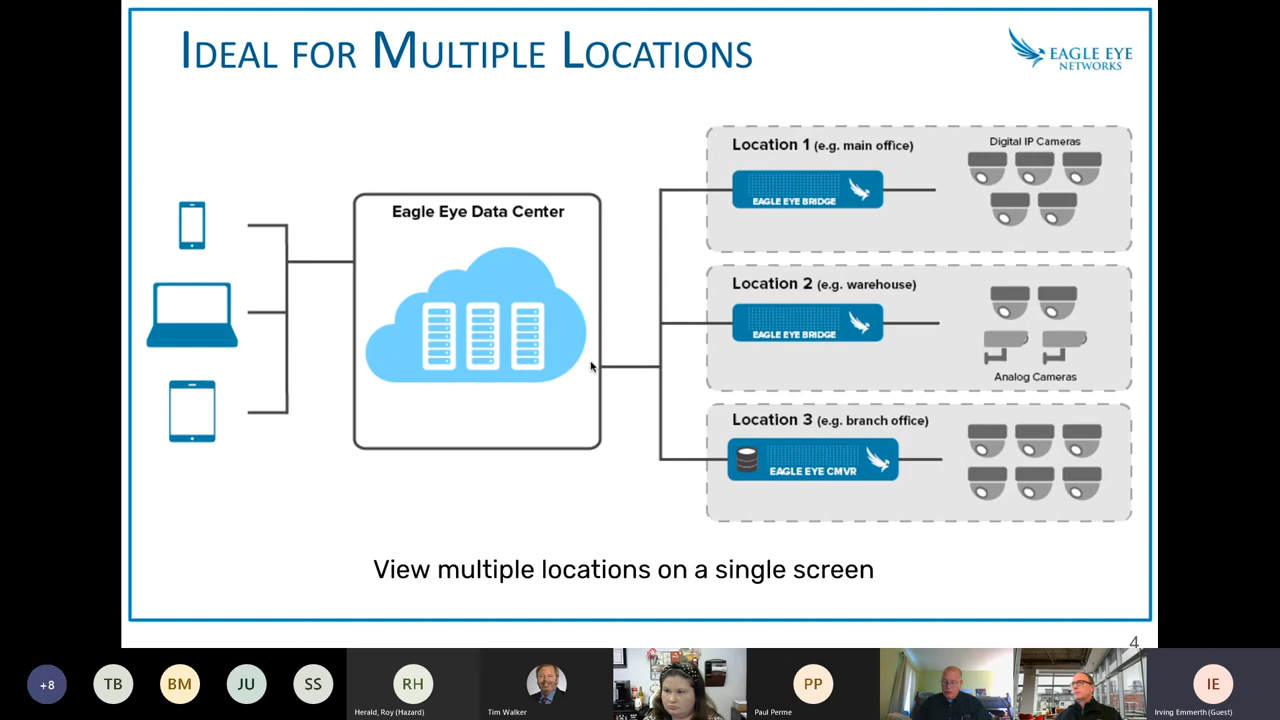 IDEAL FOR MULTIPLE LOCATIONS
EAGLE EYE
NETWORKS
Eagle Eye Data Center
Location 1 (e.g. main office)
EAGLE EYE BRIDGE
Digital IP Cameras
Location 2 (e.g. warehouse)
EAGLE EYE BRIDGE
Analog Cameras
Location 3 (e.g. branch office)
EAGLE EYE CMVR
View multiple locations on a single screen
4
+8
TB
BM
JU
SS
RH
Herald, Roy (Hazard)
Tim Walker
PP
Paul Perme
IE
Irving Emmerth (Guest)